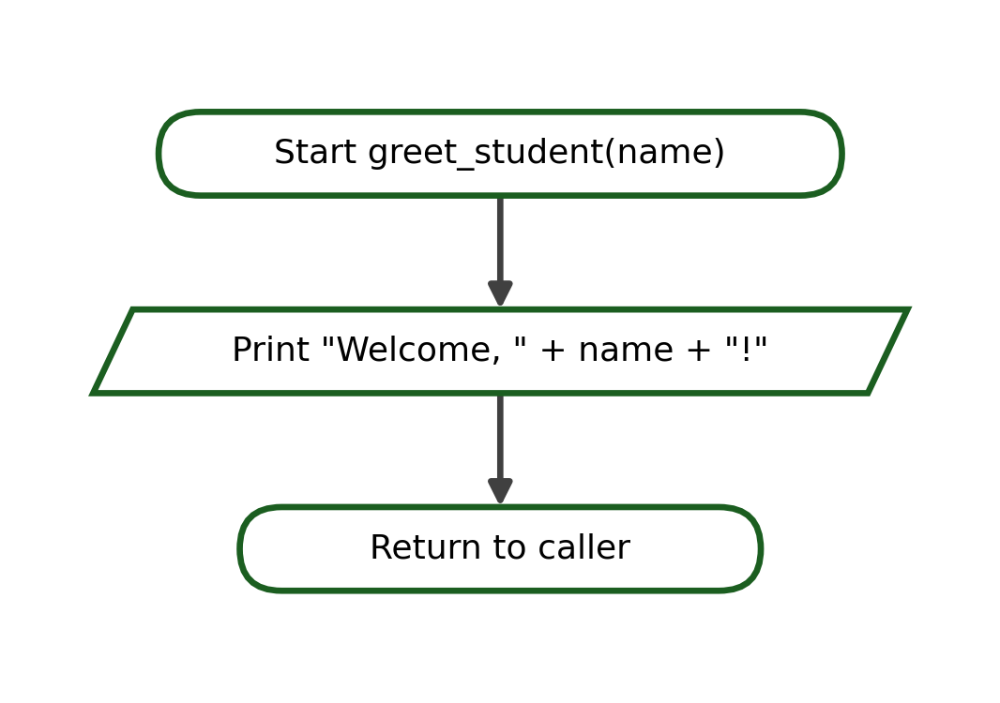 Start greet_student(name)
Print "Welcome, " + name + "!"
Return to caller